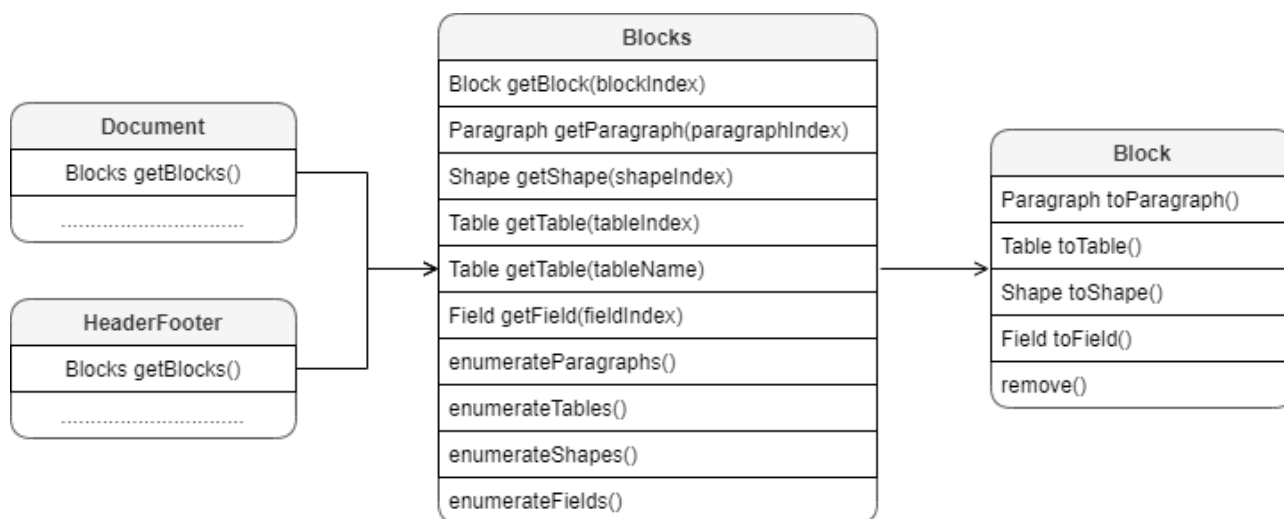 Document
Blocks getBlocks()
................................
HeaderFooter
Blocks getBlocks()
................................
Blocks
Block getBlock(blockIndex)
Paragraph getParagraph(paragraphIndex)
Shape getShape(shapeIndex)
Table getTable(tableIndex)
Table getTable(tableName)
Field getField(fieldIndex)
enumerateParagraphs()
enumerateTables()
enumerateShapes()
enumerateFields()
Block
Paragraph toParagraph()
Table toTable()
Shape toShape()
Field toField()
remove()